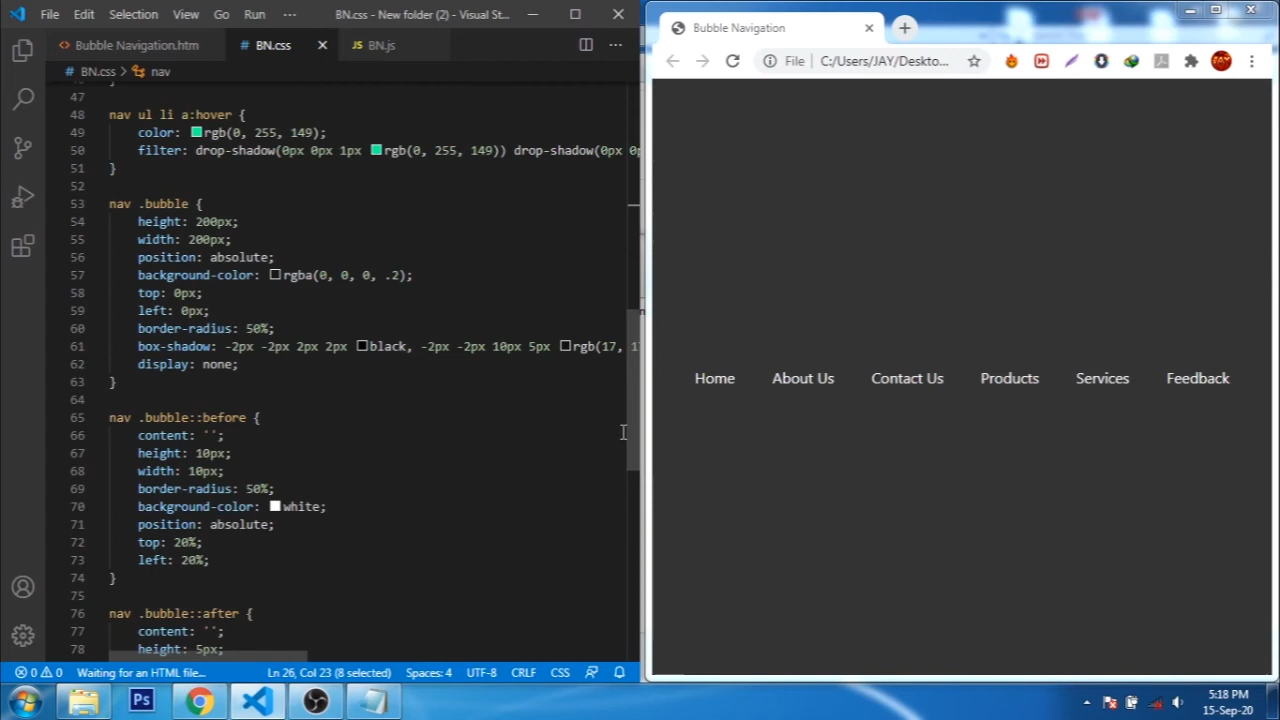 File Edit Selection View Go Run ··· BN.css - New folder (2) - Visual St...
Bubble Navigation.htm BN.css BN.js ···
BN.css > nav
47
48 nav ul li a:hover {
49 color: rgb(0, 255, 149);
50 filter: drop-shadow(0px 0px 1px rgb(0, 255, 149)) drop-shadow(0px 0p
51 }
52
53 nav .bubble {
54 height: 200px;
55 width: 200px;
56 position: absolute;
57 background-color: rgba(0, 0, 0, .2);
58 top: 0px;
59 left: 0px;
60 border-radius: 50%;
61 box-shadow: -2px -2px 2px 2px black, -2px -2px 10px 5px rgb(17, 1
62 display: none;
63 }
64
65 nav .bubble::before {
66 content: '';
67 height: 10px;
68 width: 10px;
69 border-radius: 50%;
70 background-color: white;
71 position: absolute;
72 top: 20%;
73 left: 20%;
74 }
75
76 nav .bubble::after {
77 content: '';
78 height: 5px;
0 0 Waiting for an HTML file... Ln 26, Col 23 (8 selected) Spaces: 4 UTF-8 CRLF CSS
Bubble Navigation
File C:/Users/JAY/Deskto...
JAY
Home About Us Contact Us Products Services Feedback
Ps
5:18 PM
15-Sep-20